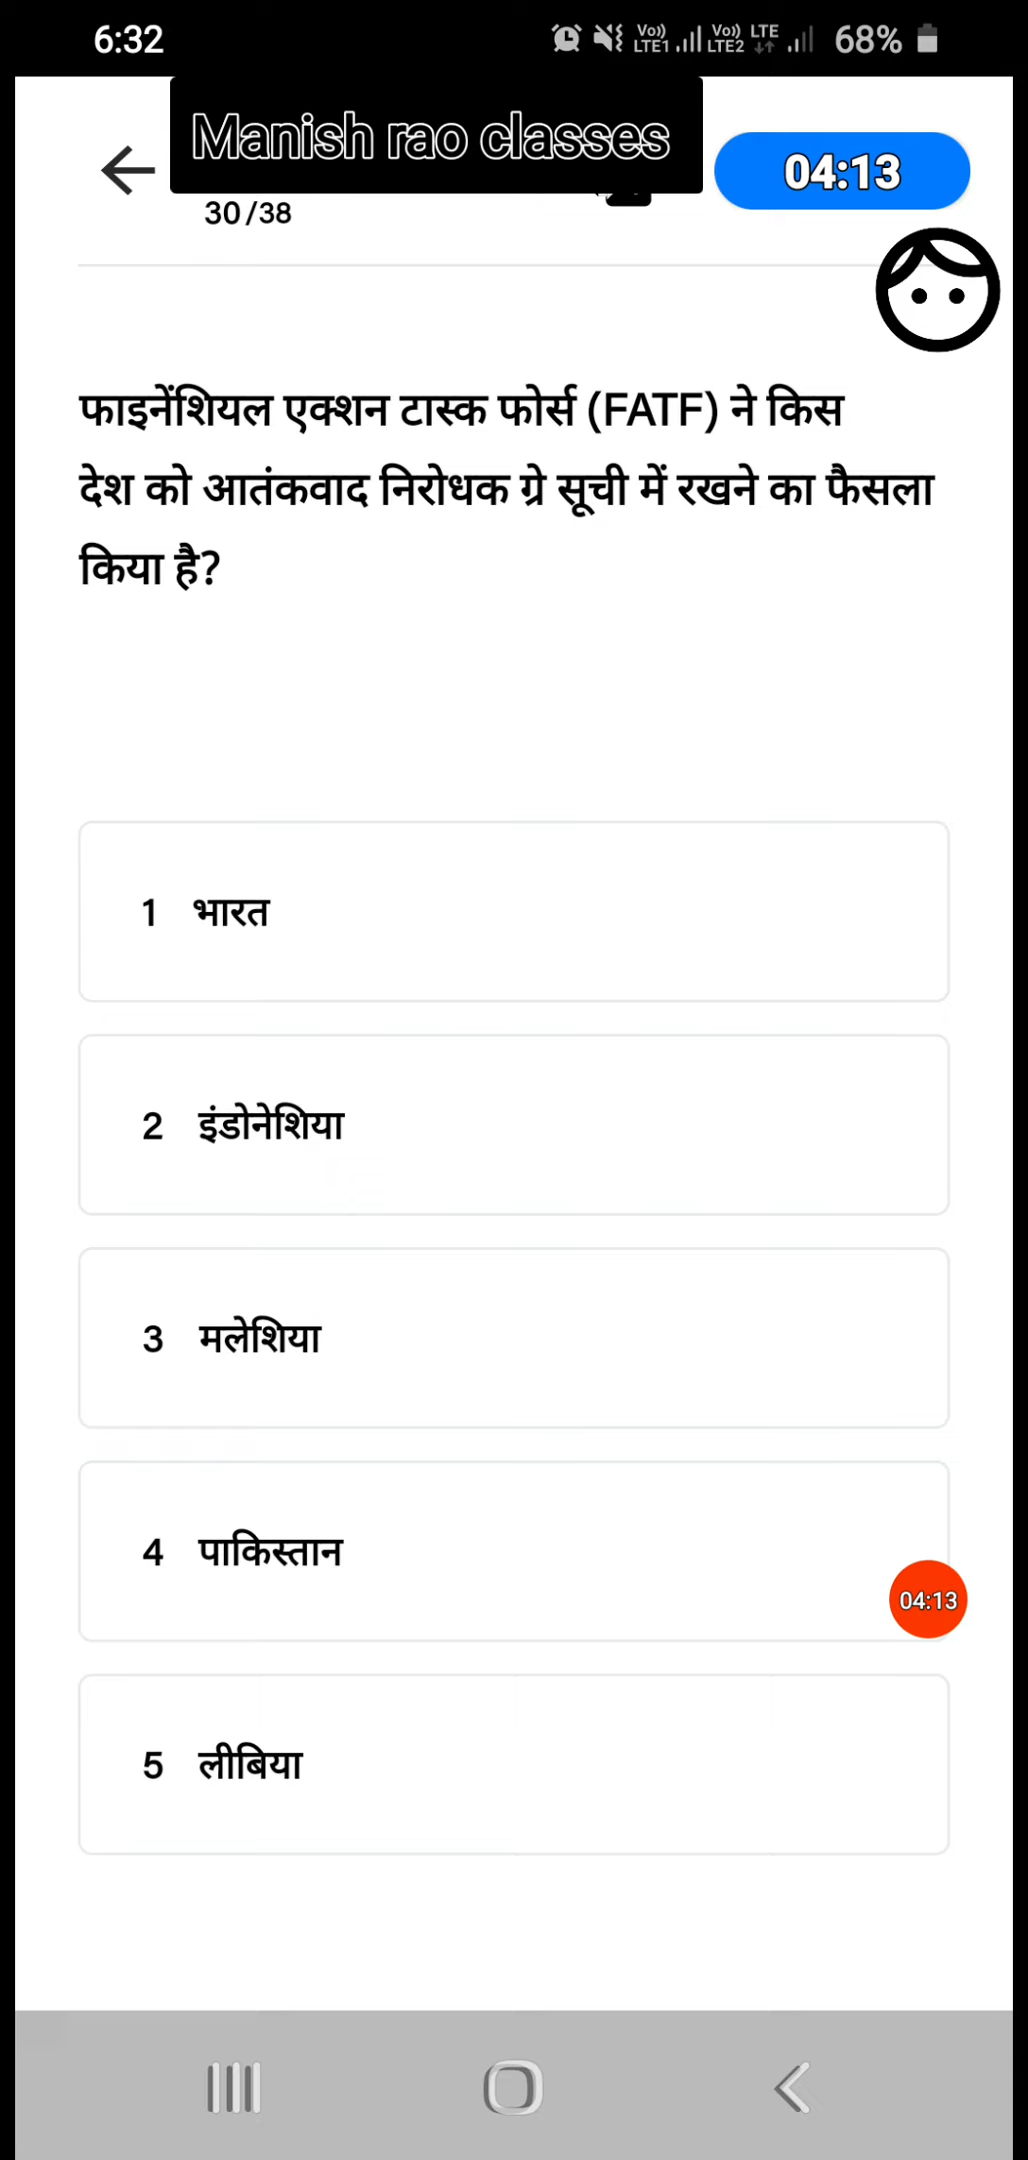 6:32
Vo)) LTE1 Vo)) LTE2 LTE 68%
Manish rao classes
04:13
30/38
फाइनेंशियल एक्शन टास्क फोर्स (FATF) ने किस
देश को आतंकवाद निरोधक ग्रे सूची में रखने का फैसला
किया है?
1 भारत
2 इंडोनेशिया
3 मलेशिया
4 पाकिस्तान
04:13
5 लीबिया